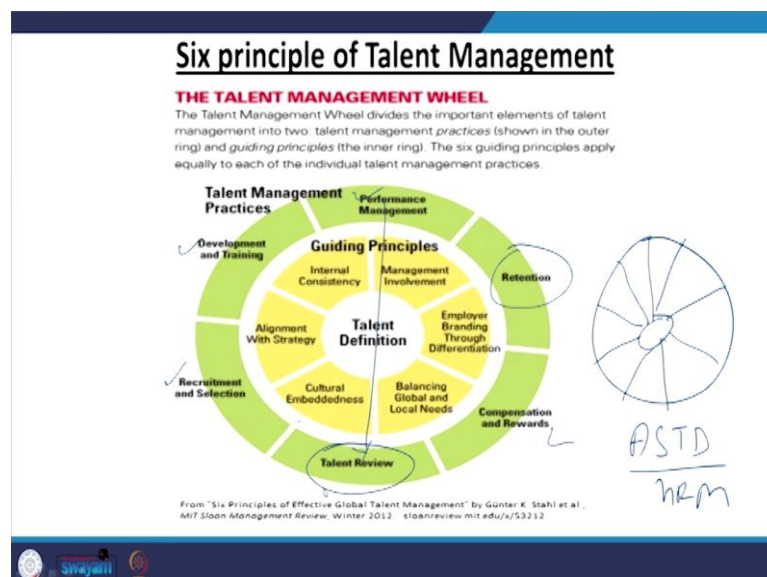 Six principle of Talent Management
THE TALENT MANAGEMENT WHEEL
The Talent Management Wheel divides the important elements of talent
management into two: talent management practices (shown in the outer
ring) and guiding principles (the inner ring). The six guiding principles apply
equally to each of the individual talent management practices.
Talent Management
Practices
Performance
Management
Development
and Training
Guiding Principles
Internal
Consistency
Management
Involvement
Retention
Alignment
With Strategy
Talent
Definition
Employer
Branding
Through
Differentiation
Recruitment
and Selection
Cultural
Embeddedness
Balancing
Global and
Local Needs
Compensation
and Rewards
Talent Review
ASTD
HRM
From "Six Principles of Effective Global Talent Management" by Günter K. Stahl et al.,
MIT Sloan Management Review, Winter 2012. sloanreview.mit.edu/x/53212
swayam